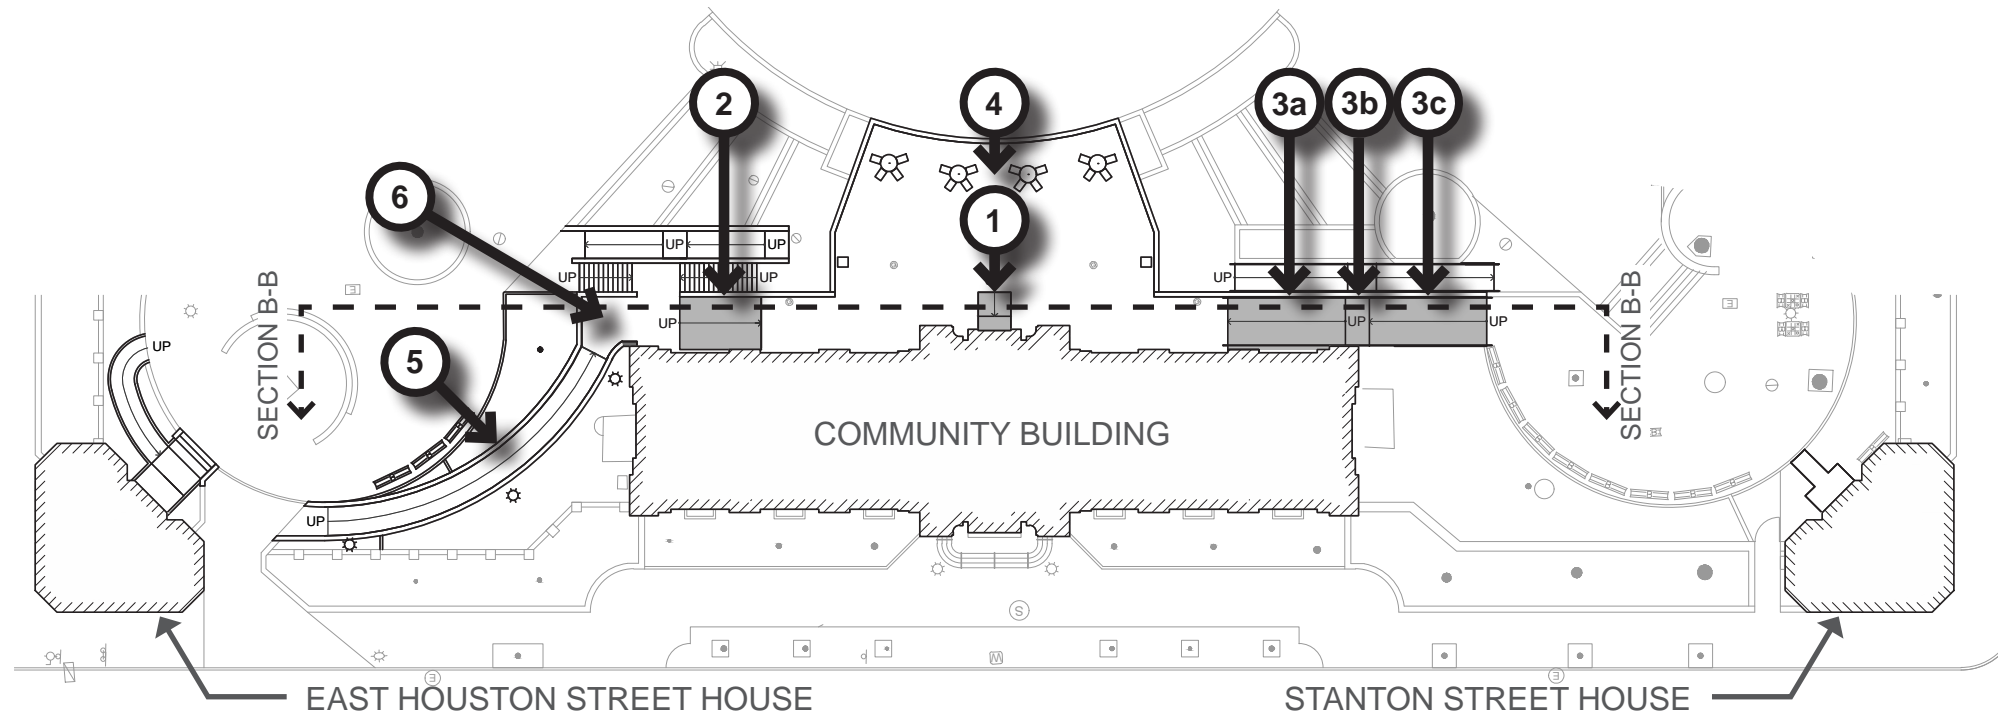 2
4
3a
3b
3c
6
1
UP
UP
UP
UP
UP
SECTION B-B
SECTION B-B
UP
UP
UP
5
UP
COMMUNITY BUILDING
UP
S
E
E
EAST HOUSTON STREET HOUSE
STANTON STREET HOUSE